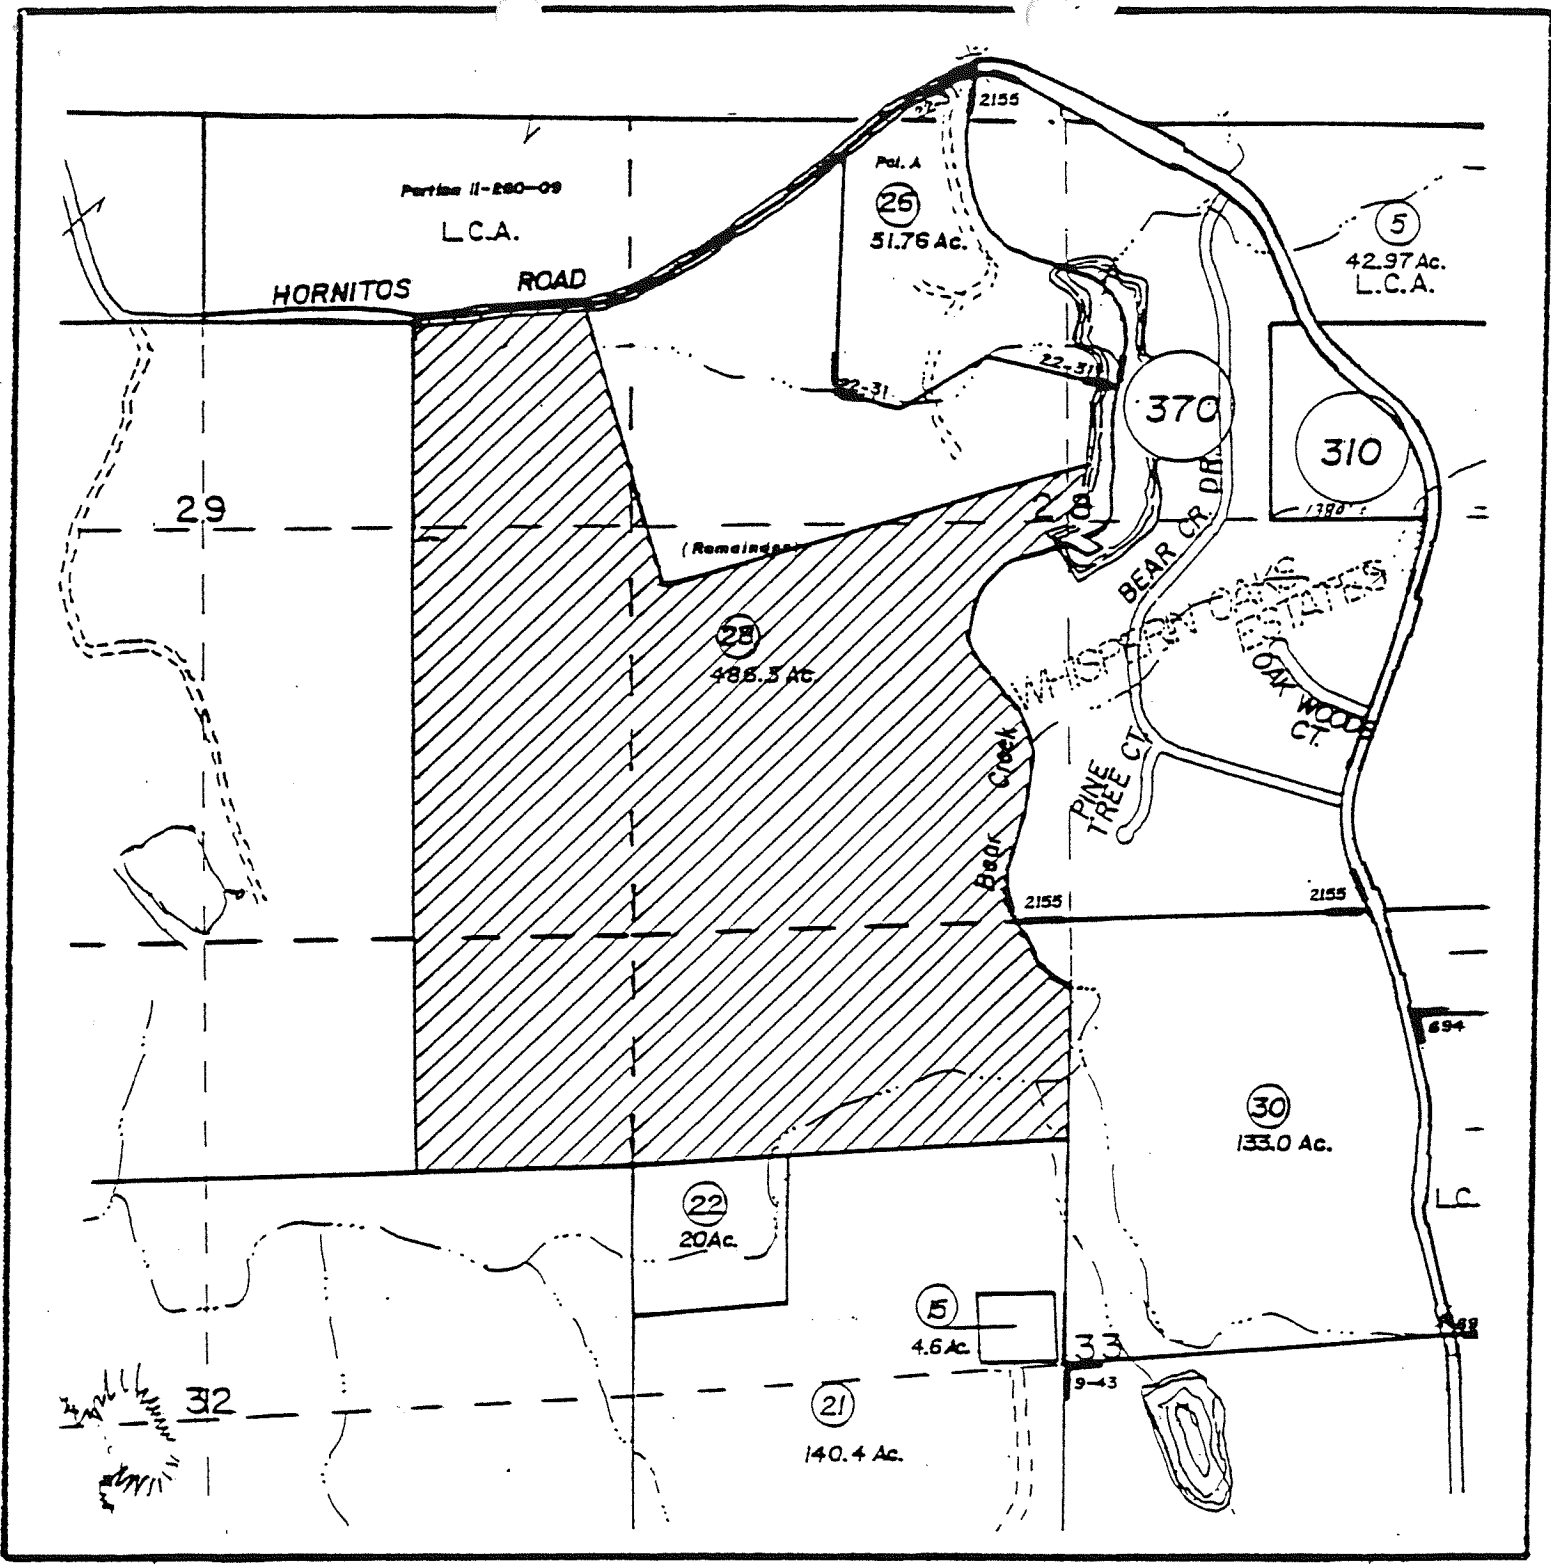 22
2155
Portion 11-260-09
L.C.A.
Pcl. A
26
51.76 Ac.
5
42.97 Ac.
L.C.A.
HORNITOS ROAD
22-31
22-31
370
310
29
28
(Remainder)
BEAR CR. DR.
WHISPERING OAKS
ESTATES
28
486.3 Ac.
OAK WOODS
CT.
Bear Creek
PINE
TREE CT.
2155
2155
694
30
133.0 Ac.
L.C.
22
20 Ac.
15
4.6 Ac.
33
9-43
32
21
140.4 Ac.